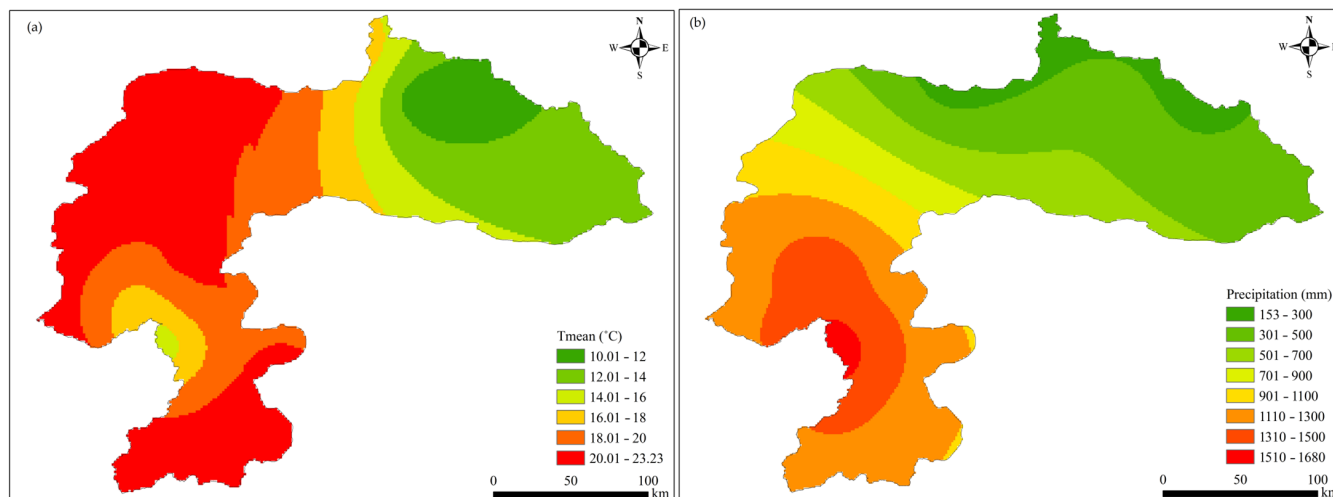 (a)
N
W E
S
Tmean (˚C)
10.01 - 12
12.01 - 14
14.01 - 16
16.01 - 18
18.01 - 20
20.01 - 23.23
0 50 100
km
(b)
N
W E
S
Precipitation (mm)
153 - 300
301 - 500
501 - 700
701 - 900
901 - 1100
1110 - 1300
1310 - 1500
1510 - 1680
0 50 100
km